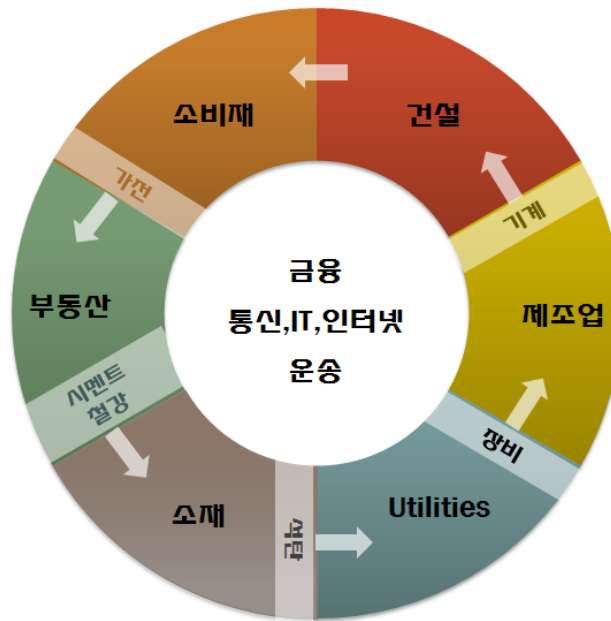 소비재
건설
가전
기계
부동산
금융
통신,IT,인터넷
운송
제조업
시멘트
철강
장비
소재
석탄
Utilities